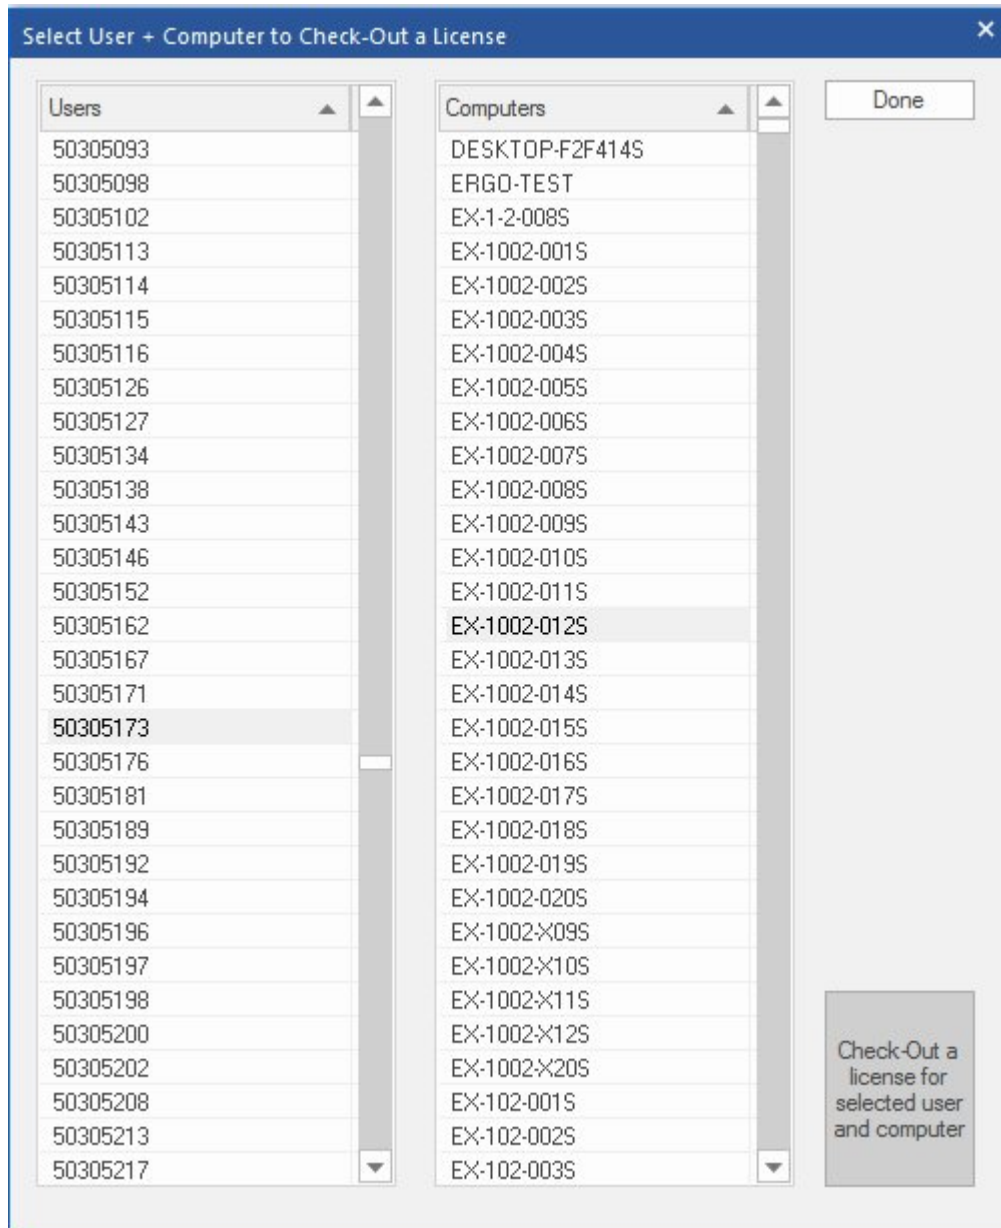 Select User + Computer to Check-Out a License
Users
50305093
50305098
50305102
50305113
50305114
50305115
50305116
50305126
50305127
50305134
50305138
50305143
50305146
50305152
50305162
50305167
50305171
50305173
50305176
50305181
50305189
50305192
50305194
50305196
50305197
50305198
50305200
50305202
50305208
50305213
50305217
Computers
DESKTOP-F2F414S
ERGO-TEST
EX-1-2-008S
EX-1002-001S
EX-1002-002S
EX-1002-003S
EX-1002-004S
EX-1002-005S
EX-1002-006S
EX-1002-007S
EX-1002-008S
EX-1002-009S
EX-1002-010S
EX-1002-011S
EX-1002-012S
EX-1002-013S
EX-1002-014S
EX-1002-015S
EX-1002-016S
EX-1002-017S
EX-1002-018S
EX-1002-019S
EX-1002-020S
EX-1002-X09S
EX-1002-X10S
EX-1002-X11S
EX-1002-X12S
EX-1002-X20S
EX-102-001S
EX-102-002S
EX-102-003S
Done
Check-Out a
license for
selected user
and computer